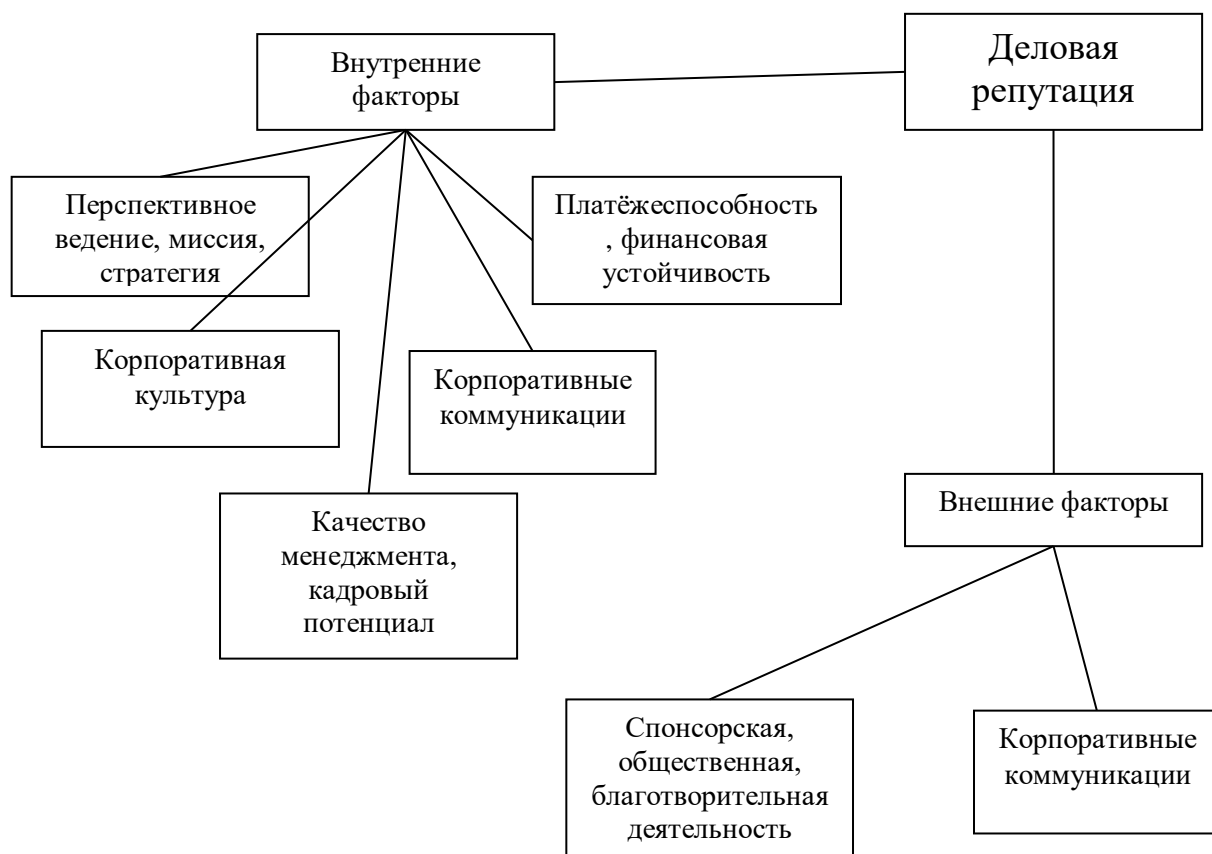 Деловая
репутация
Внутренние
факторы
Перспективное
ведение, миссия,
стратегия
Платёжеспособность
, финансовая
устойчивость
Корпоративная
культура
Корпоративные
коммуникации
Качество
менеджмента,
кадровый
потенциал
Внешние факторы
Спонсорская,
общественная,
благотворительная
деятельность
Корпоративные
коммуникации